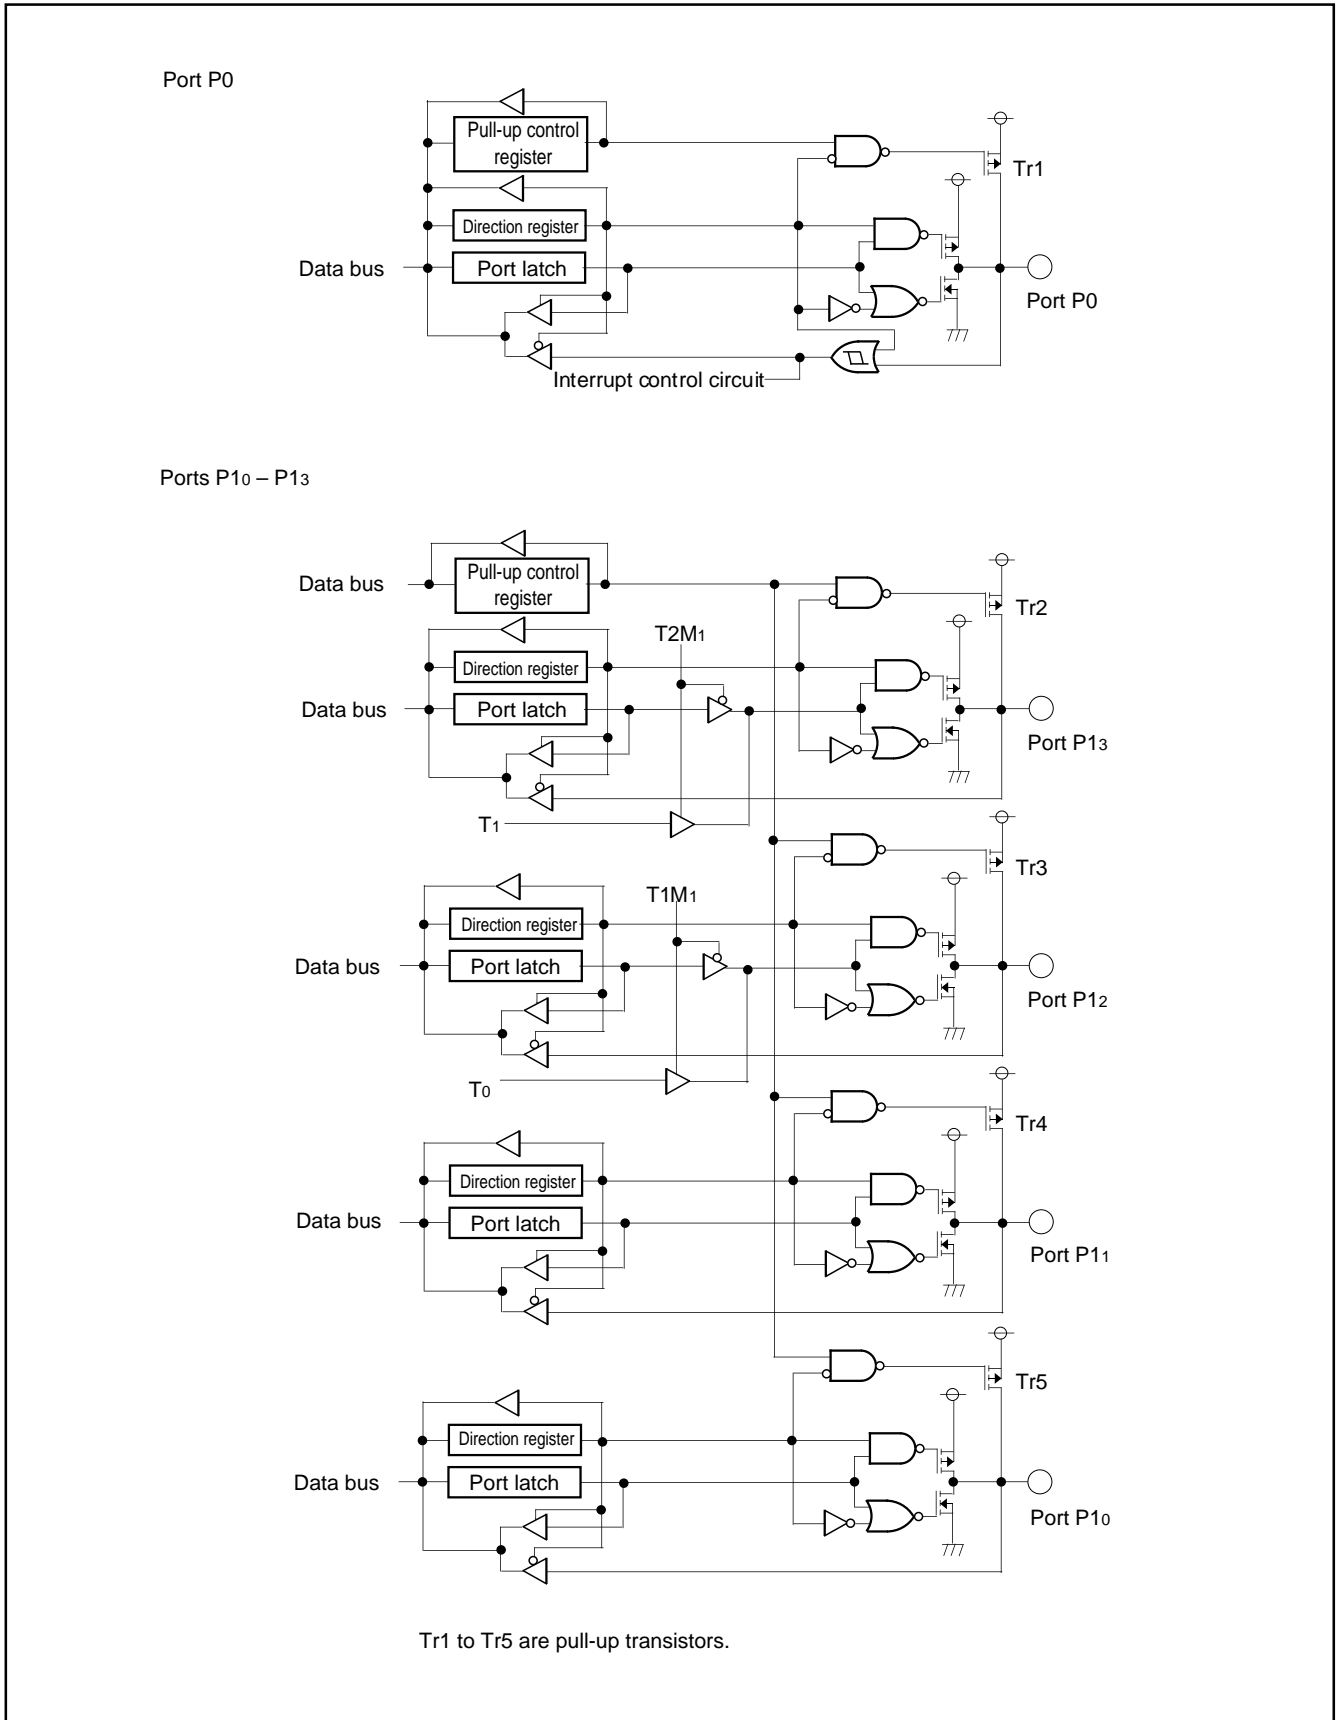 Port P0
Pull-up control
register
Tr1
Direction register
Data bus
Port latch
Port P0
Interrupt control circuit
Ports P10 – P13
Data bus
Pull-up control
register
Tr2
T2M1
Direction register
Data bus
Port latch
Port P13
T1
Tr3
T1M1
Direction register
Data bus
Port latch
Port P12
T0
Tr4
Direction register
Data bus
Port latch
Port P11
Tr5
Direction register
Data bus
Port latch
Port P10
Tr1 to Tr5 are pull-up transistors.